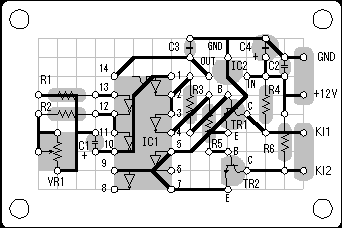 C3 GND C4
+
OUT IC2 C2 GND
14 1 IN
R1 13 2 R3 B R4 +12V
R2 12 3 C
4 TR1
11 E KI1
C1 10 IC1 5 R5 B R6
+
9 6 C KI2
VR1 8 7 TR2
E